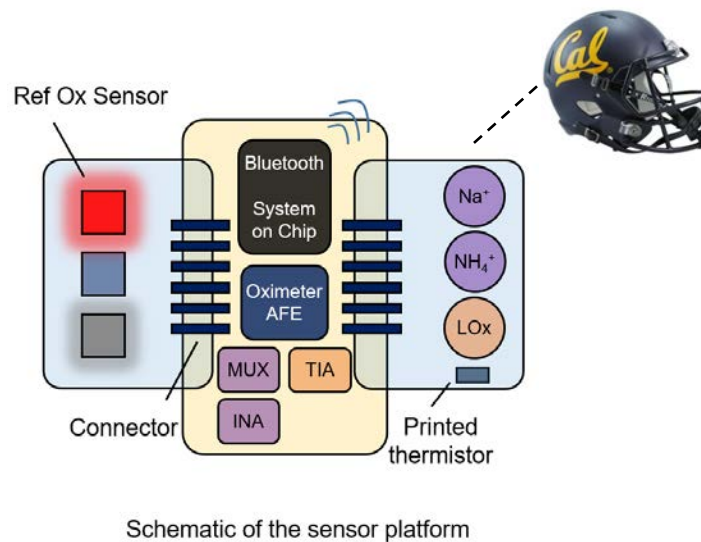 Cal
Ref Ox Sensor
Bluetooth
System
on Chip
Na⁺
NH₄⁺
Oximeter
AFE
LOx
MUX
TIA
INA
Connector
Printed
thermistor
Schematic of the sensor platform